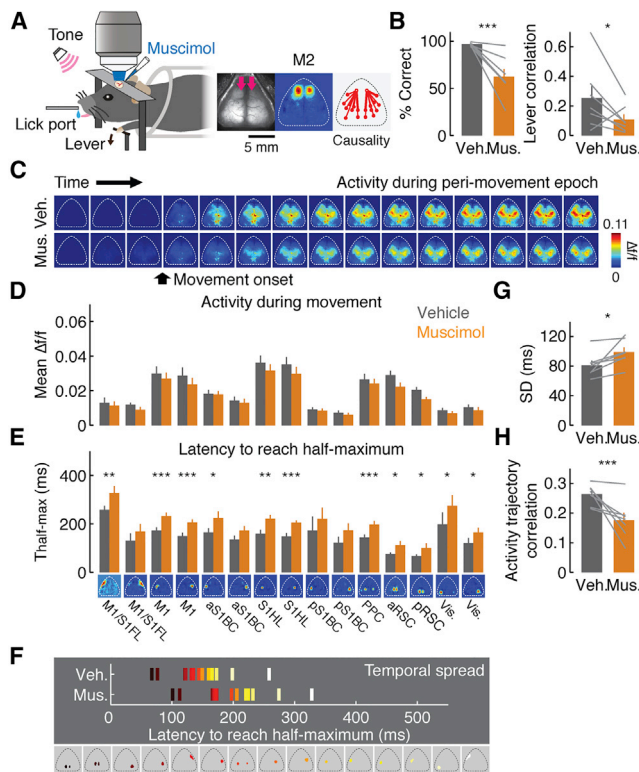 A
Tone
Muscimol
Lick port
Lever
M2
5 mm
Causality
B
% Correct
100
50
0
***
Veh. Mus.
Lever correlation
0.6
0.4
0.2
0
*
Veh. Mus.
C
Time
Activity during peri-movement epoch
Veh.
Mus.
0.11
Δf/f
0
Movement onset
D
Activity during movement
Vehicle
Muscimol
Mean Δf/f
0.06
0.04
0.02
0
E
Latency to reach half-maximum
Thalf-max (ms)
400
200
0
** *** *** * ** *** *** * * * *
M1/S1FL
M1/S1FL
M1
M1
aS1BC
aS1BC
S1HL
S1HL
pS1BC
pS1BC
PPC
aRSC
pRSC
Vis.
Vis.
F
Temporal spread
Veh.
Mus.
0 100 200 300 400 500
Latency to reach half-maximum (ms)
G
SD (ms)
120
80
40
0
*
Veh. Mus.
H
Activity trajectory
correlation
0.3
0.2
0.1
0
***
Veh. Mus.